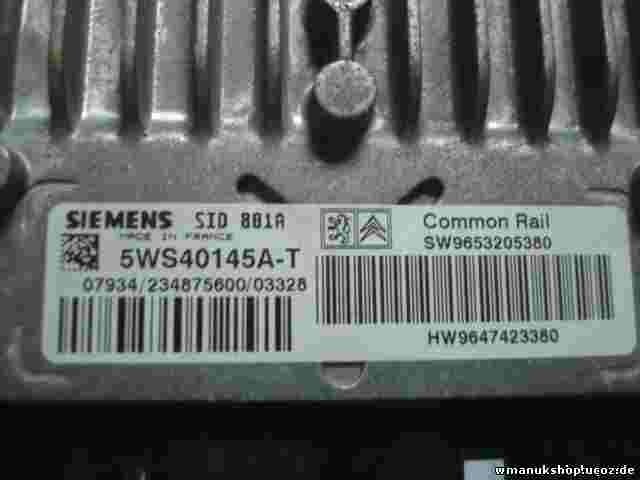 SIEMENS SID 801A
MADE IN FRANCE
5WS40145A-T
07934/234875600/03328
Common Rail
SW9653205380
HW9647423380
wmanukshop.ucoz.de